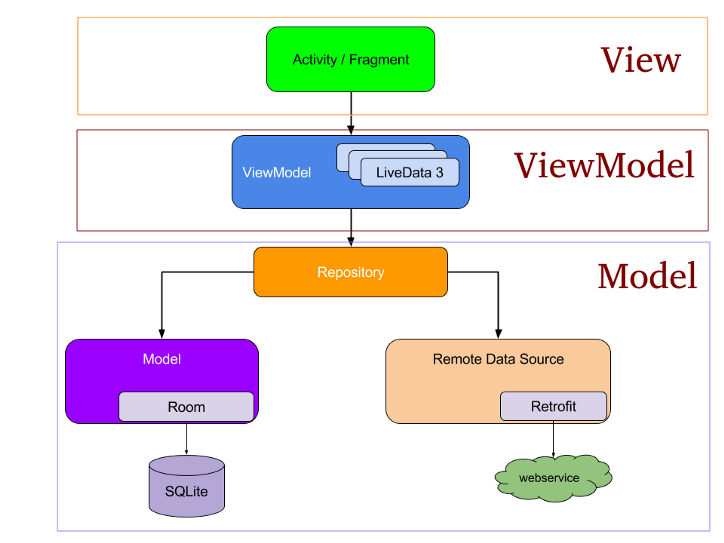 Activity / Fragment
View
ViewModel
LiveData 3
ViewModel
Repository
Model
Model
Room
SQLite
Remote Data Source
Retrofit
webservice